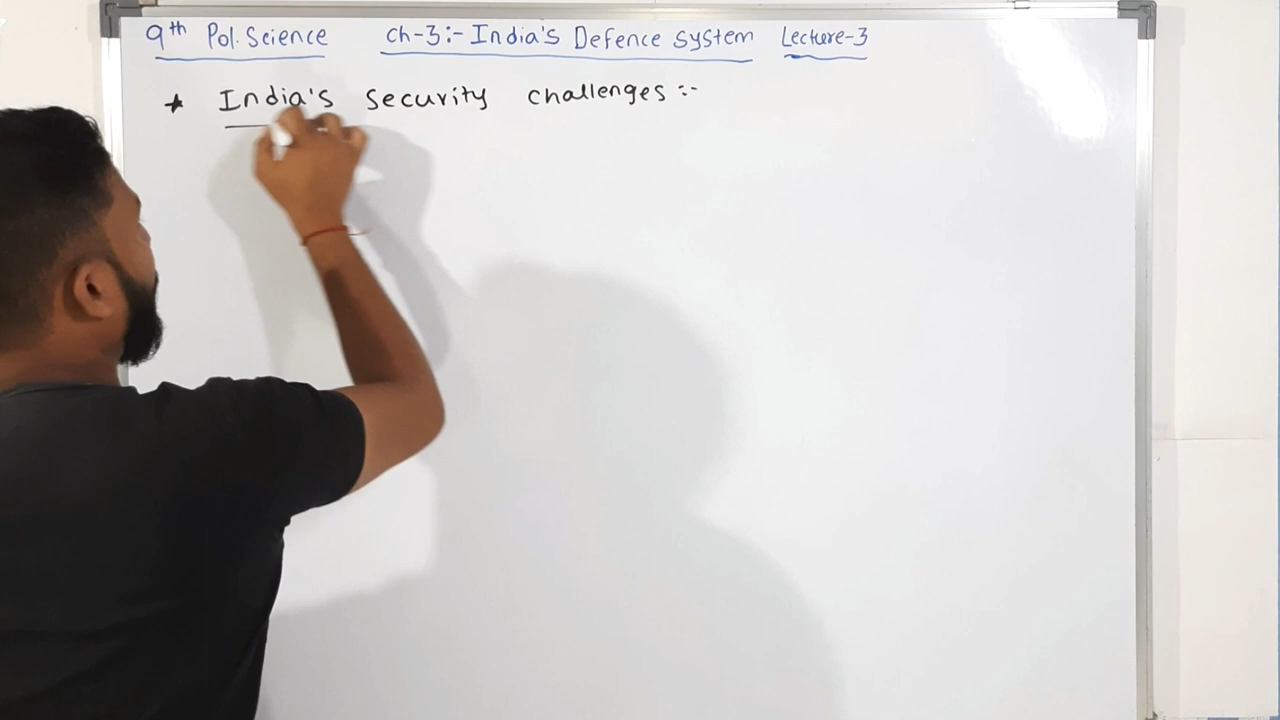 9th Pol. Science Ch-3:- India's Defence System Lecture-3
* India's Security challenges :-